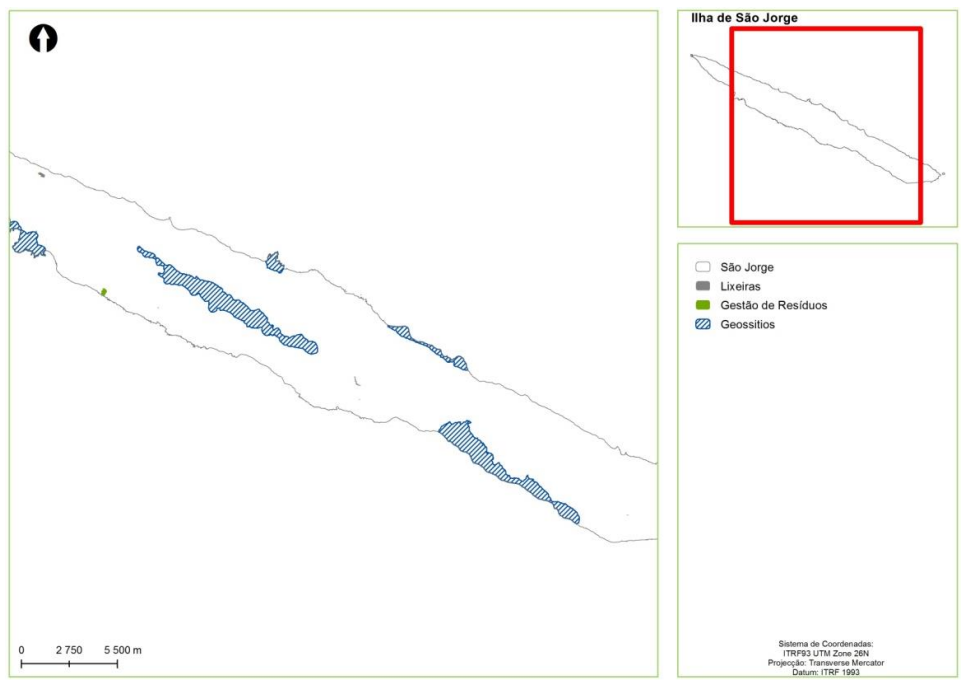 Ilha de São Jorge
São Jorge
Lixeiras
Gestão de Resíduos
Geossitios
0 2 750 5 500 m
Sistema de Coordenadas:
ITRF93 UTM Zone 26N
Projecção: Transverse Mercator
Datum: ITRF 1993